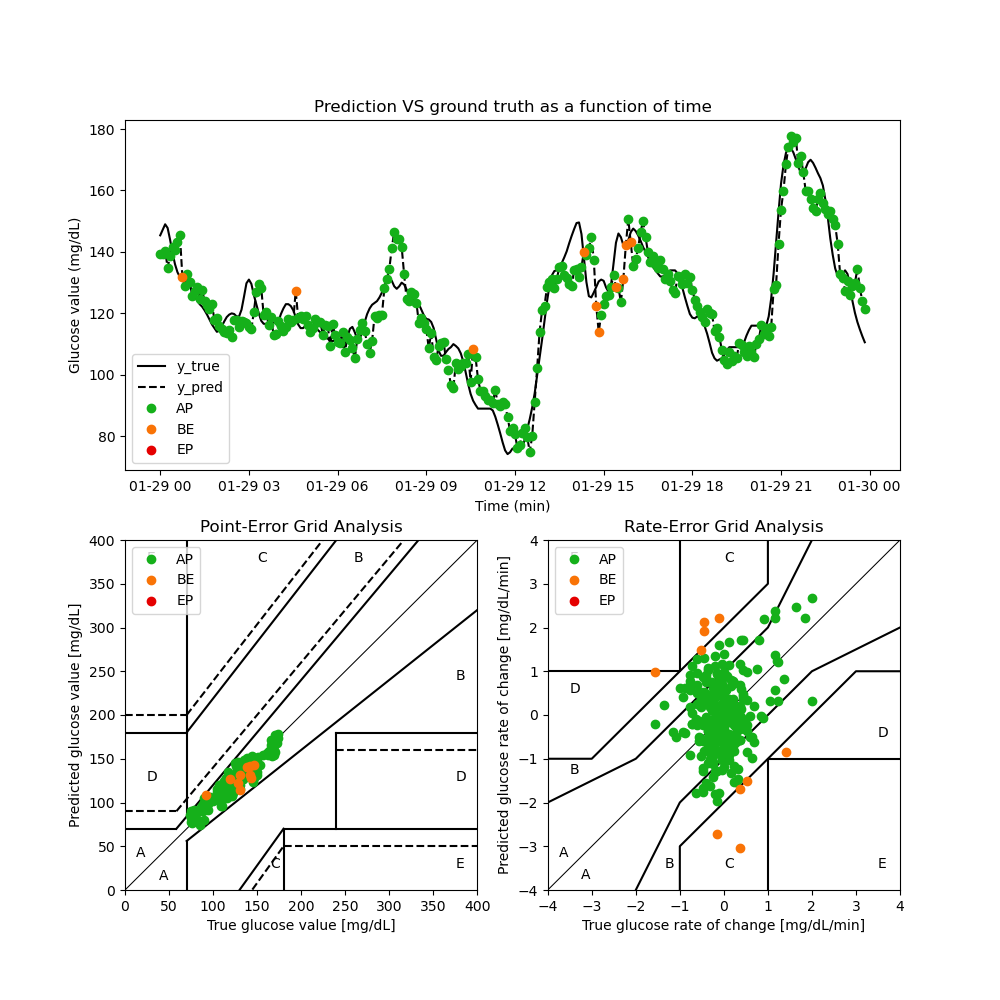 Prediction VS ground truth as a function of time
Glucose value (mg/dL)
180
160
140
120
100
80
y_true
y_pred
AP
BE
EP
01-29 00 01-29 03 01-29 06 01-29 09 01-29 12 01-29 15 01-29 18 01-29 21 01-30 00
Time (min)
Point-Error Grid Analysis
Predicted glucose value [mg/dL]
400
350
300
250
200
150
100
50
0
AP
BE
EP
C
B
B
D
D
A
A
C
E
0 50 100 150 200 250 300 350 400
True glucose value [mg/dL]
Rate-Error Grid Analysis
Predicted glucose rate of change [mg/dL/min]
4
3
2
1
0
−1
−2
−3
−4
AP
BE
EP
C
D
D
B
A
A
B
C
E
−4 −3 −2 −1 0 1 2 3 4
True glucose rate of change [mg/dL/min]